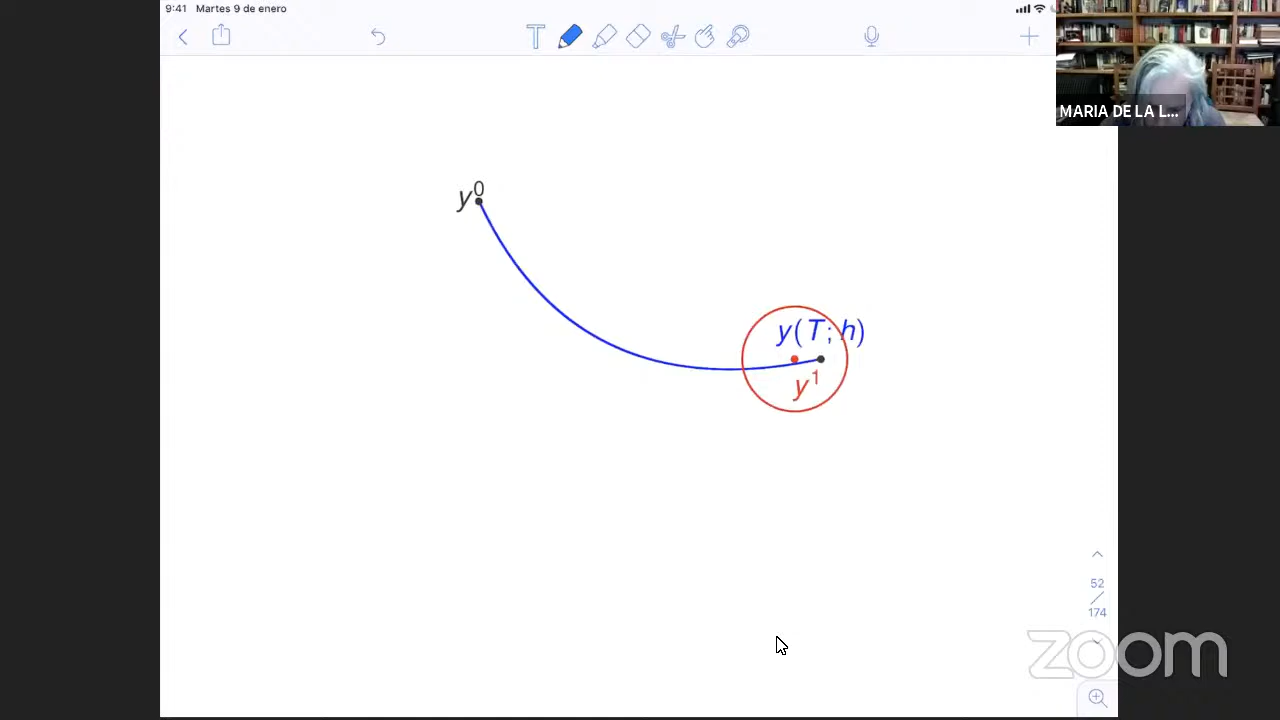 9:41 Martes 9 de enero
MARIA DE LA L...
y⁰
y(T; h)
y¹
52
174
zoom